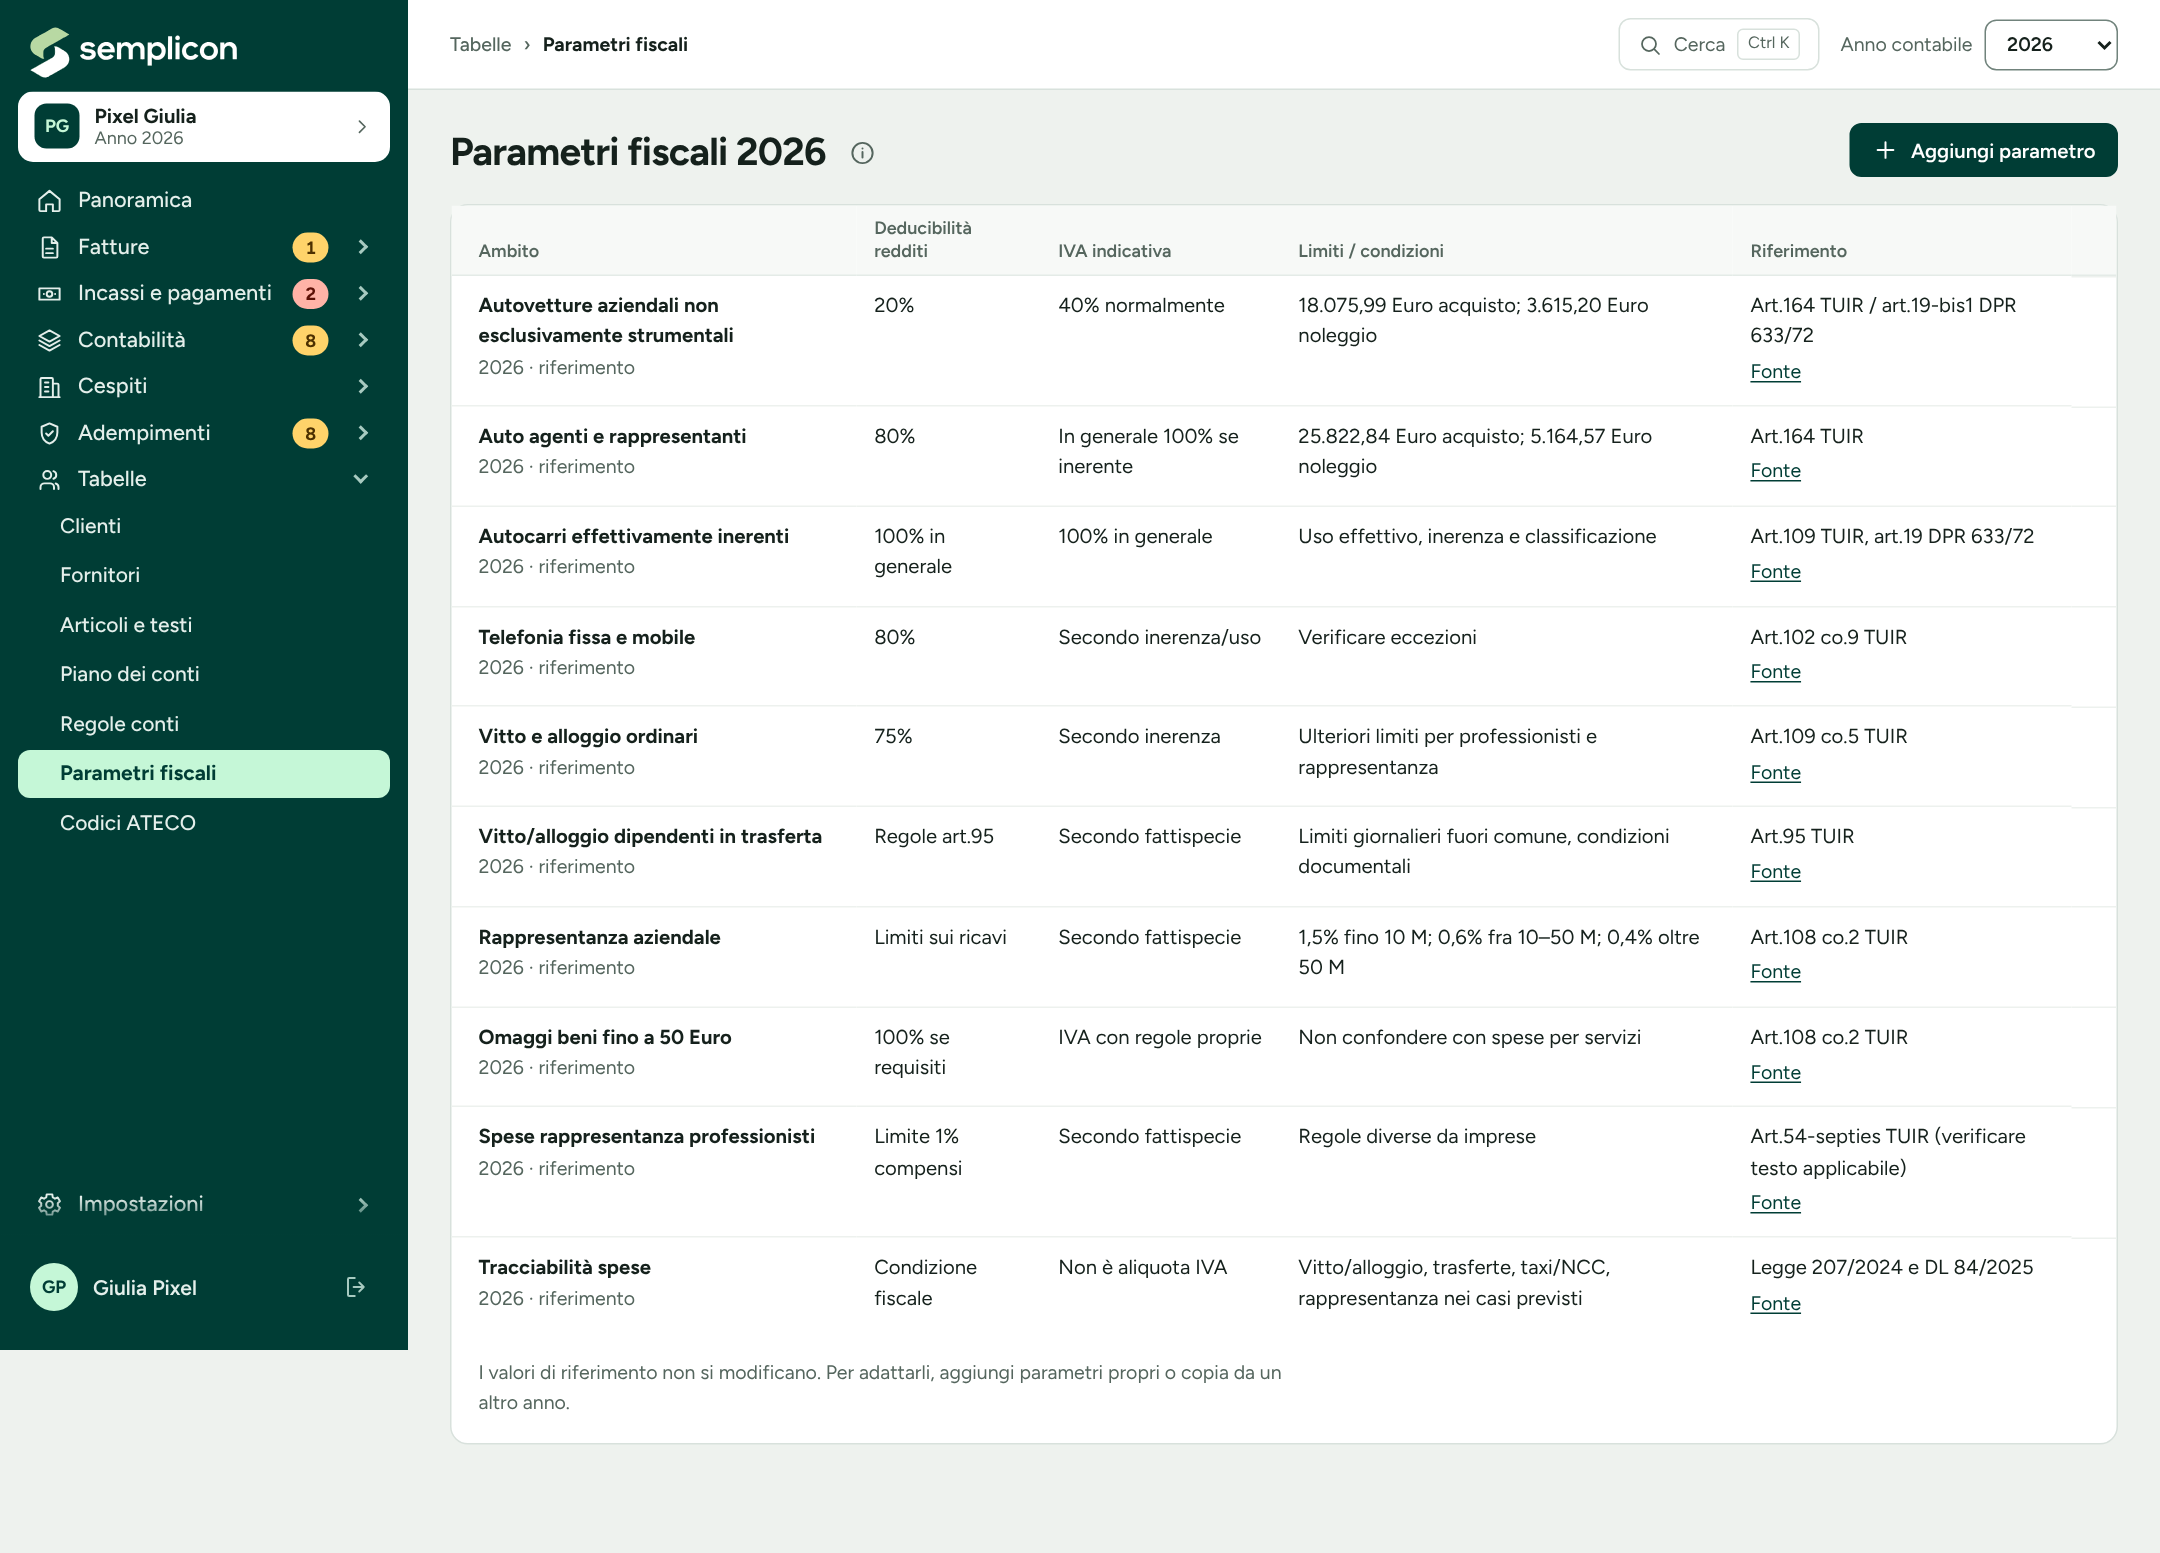 semplicon
PG
Pixel Giulia
Anno 2026
Panoramica
Fatture 1
Incassi e pagamenti 2
Contabilità 8
Cespiti
Adempimenti 8
Tabelle
Clienti
Fornitori
Articoli e testi
Piano dei conti
Regole conti
Parametri fiscali
Codici ATECO
Impostazioni
GP Giulia Pixel
Tabelle › Parametri fiscali
Cerca Ctrl K
Anno contabile 2026
Parametri fiscali 2026
Aggiungi parametro
Ambito
Deducibilità
redditi
IVA indicativa
Limiti / condizioni
Riferimento
Autovetture aziendali non
esclusivamente strumentali
2026 · riferimento
20%
40% normalmente
18.075,99 Euro acquisto; 3.615,20 Euro
noleggio
Art.164 TUIR / art.19-bis1 DPR
633/72
Fonte
Auto agenti e rappresentanti
2026 · riferimento
80%
In generale 100% se
inerente
25.822,84 Euro acquisto; 5.164,57 Euro
noleggio
Art.164 TUIR
Fonte
Autocarri effettivamente inerenti
2026 · riferimento
100% in
generale
100% in generale
Uso effettivo, inerenza e classificazione
Art.109 TUIR, art.19 DPR 633/72
Fonte
Telefonia fissa e mobile
2026 · riferimento
80%
Secondo inerenza/uso
Verificare eccezioni
Art.102 co.9 TUIR
Fonte
Vitto e alloggio ordinari
2026 · riferimento
75%
Secondo inerenza
Ulteriori limiti per professionisti e
rappresentanza
Art.109 co.5 TUIR
Fonte
Vitto/alloggio dipendenti in trasferta
2026 · riferimento
Regole art.95
Secondo fattispecie
Limiti giornalieri fuori comune, condizioni
documentali
Art.95 TUIR
Fonte
Rappresentanza aziendale
2026 · riferimento
Limiti sui ricavi
Secondo fattispecie
1,5% fino 10 M; 0,6% fra 10–50 M; 0,4% oltre
50 M
Art.108 co.2 TUIR
Fonte
Omaggi beni fino a 50 Euro
2026 · riferimento
100% se
requisiti
IVA con regole proprie
Non confondere con spese per servizi
Art.108 co.2 TUIR
Fonte
Spese rappresentanza professionisti
2026 · riferimento
Limite 1%
compensi
Secondo fattispecie
Regole diverse da imprese
Art.54-septies TUIR (verificare
testo applicabile)
Fonte
Tracciabilità spese
2026 · riferimento
Condizione
fiscale
Non è aliquota IVA
Vitto/alloggio, trasferte, taxi/NCC,
rappresentanza nei casi previsti
Legge 207/2024 e DL 84/2025
Fonte
I valori di riferimento non si modificano. Per adattarli, aggiungi parametri propri o copia da un
altro anno.